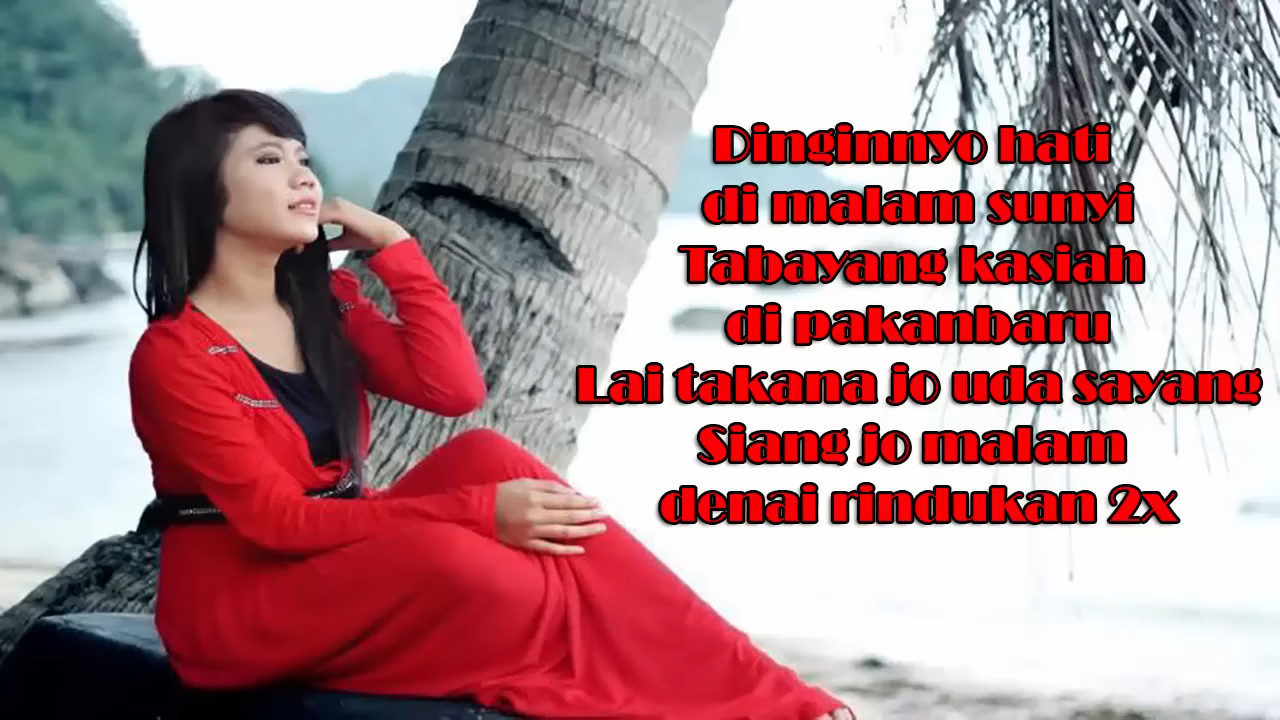 Dinginnyo hati
di malam sunyi
Tabayang kasiah
di pakanbaru
Lai takana jo uda sayang
Siang jo malam
denai rindukan 2x